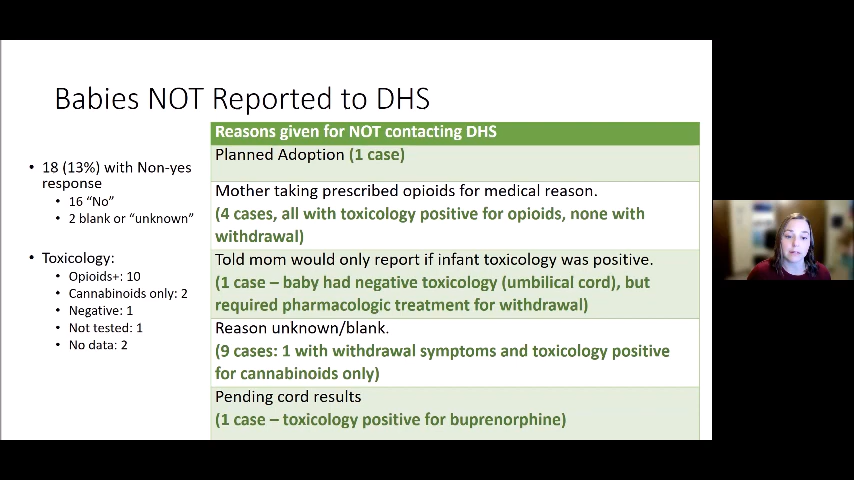 Babies NOT Reported to DHS
• 18 (13%) with Non-yes
response
• 16 “No”
• 2 blank or “unknown”
• Toxicology:
• Opioids+: 10
• Cannabinoids only: 2
• Negative: 1
• Not tested: 1
• No data: 2
Reasons given for NOT contacting DHS
Planned Adoption (1 case)
Mother taking prescribed opioids for medical reason.
(4 cases, all with toxicology positive for opioids, none with
withdrawal)
Told mom would only report if infant toxicology was positive.
(1 case – baby had negative toxicology (umbilical cord), but
required pharmacologic treatment for withdrawal)
Reason unknown/blank.
(9 cases: 1 with withdrawal symptoms and toxicology positive
for cannabinoids only)
Pending cord results
(1 case – toxicology positive for buprenorphine)